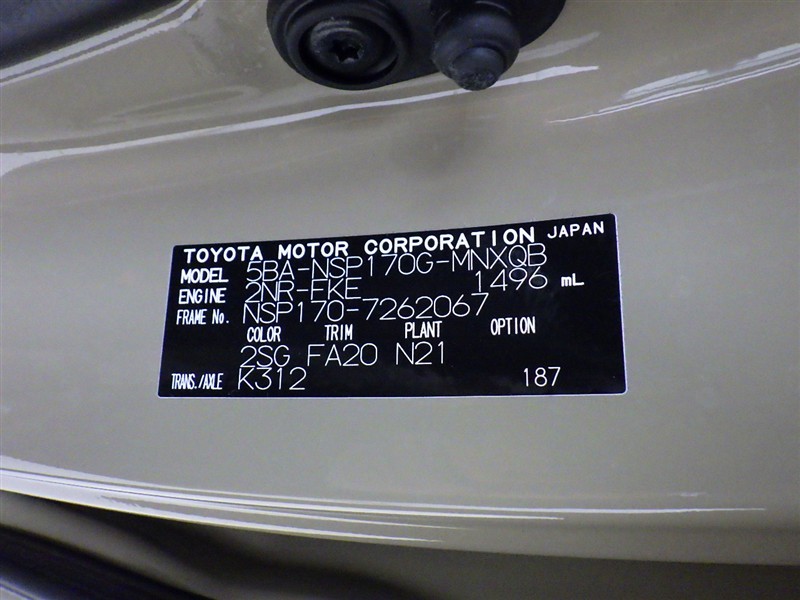 TOYOTA MOTOR CORPORATION JAPAN
MODEL 5BA-NSP170G-MNXQB
ENGINE 2NR-FKE 1496 mL
FRAME No. NSP170-7262067
COLOR TRIM PLANT OPTION
2SG FA20 N21
TRANS./AXLE K312 187